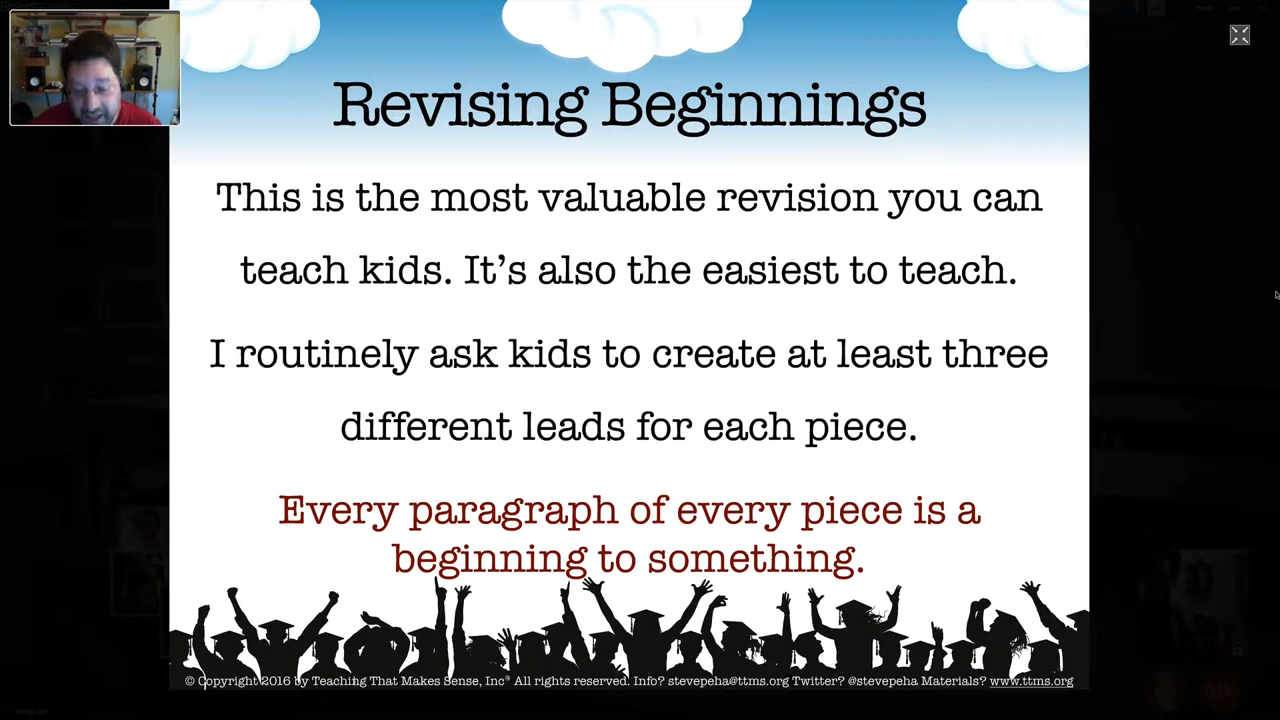 Revising Beginnings
This is the most valuable revision you can
teach kids. It's also the easiest to teach.
I routinely ask kids to create at least three
different leads for each piece.
Every paragraph of every piece is a
beginning to something.
© Copyright 2016 by Teaching That Makes Sense, Inc® All rights reserved. Info? stevepeha@ttms.org Twitter? @stevepeha Materials? www.ttms.org